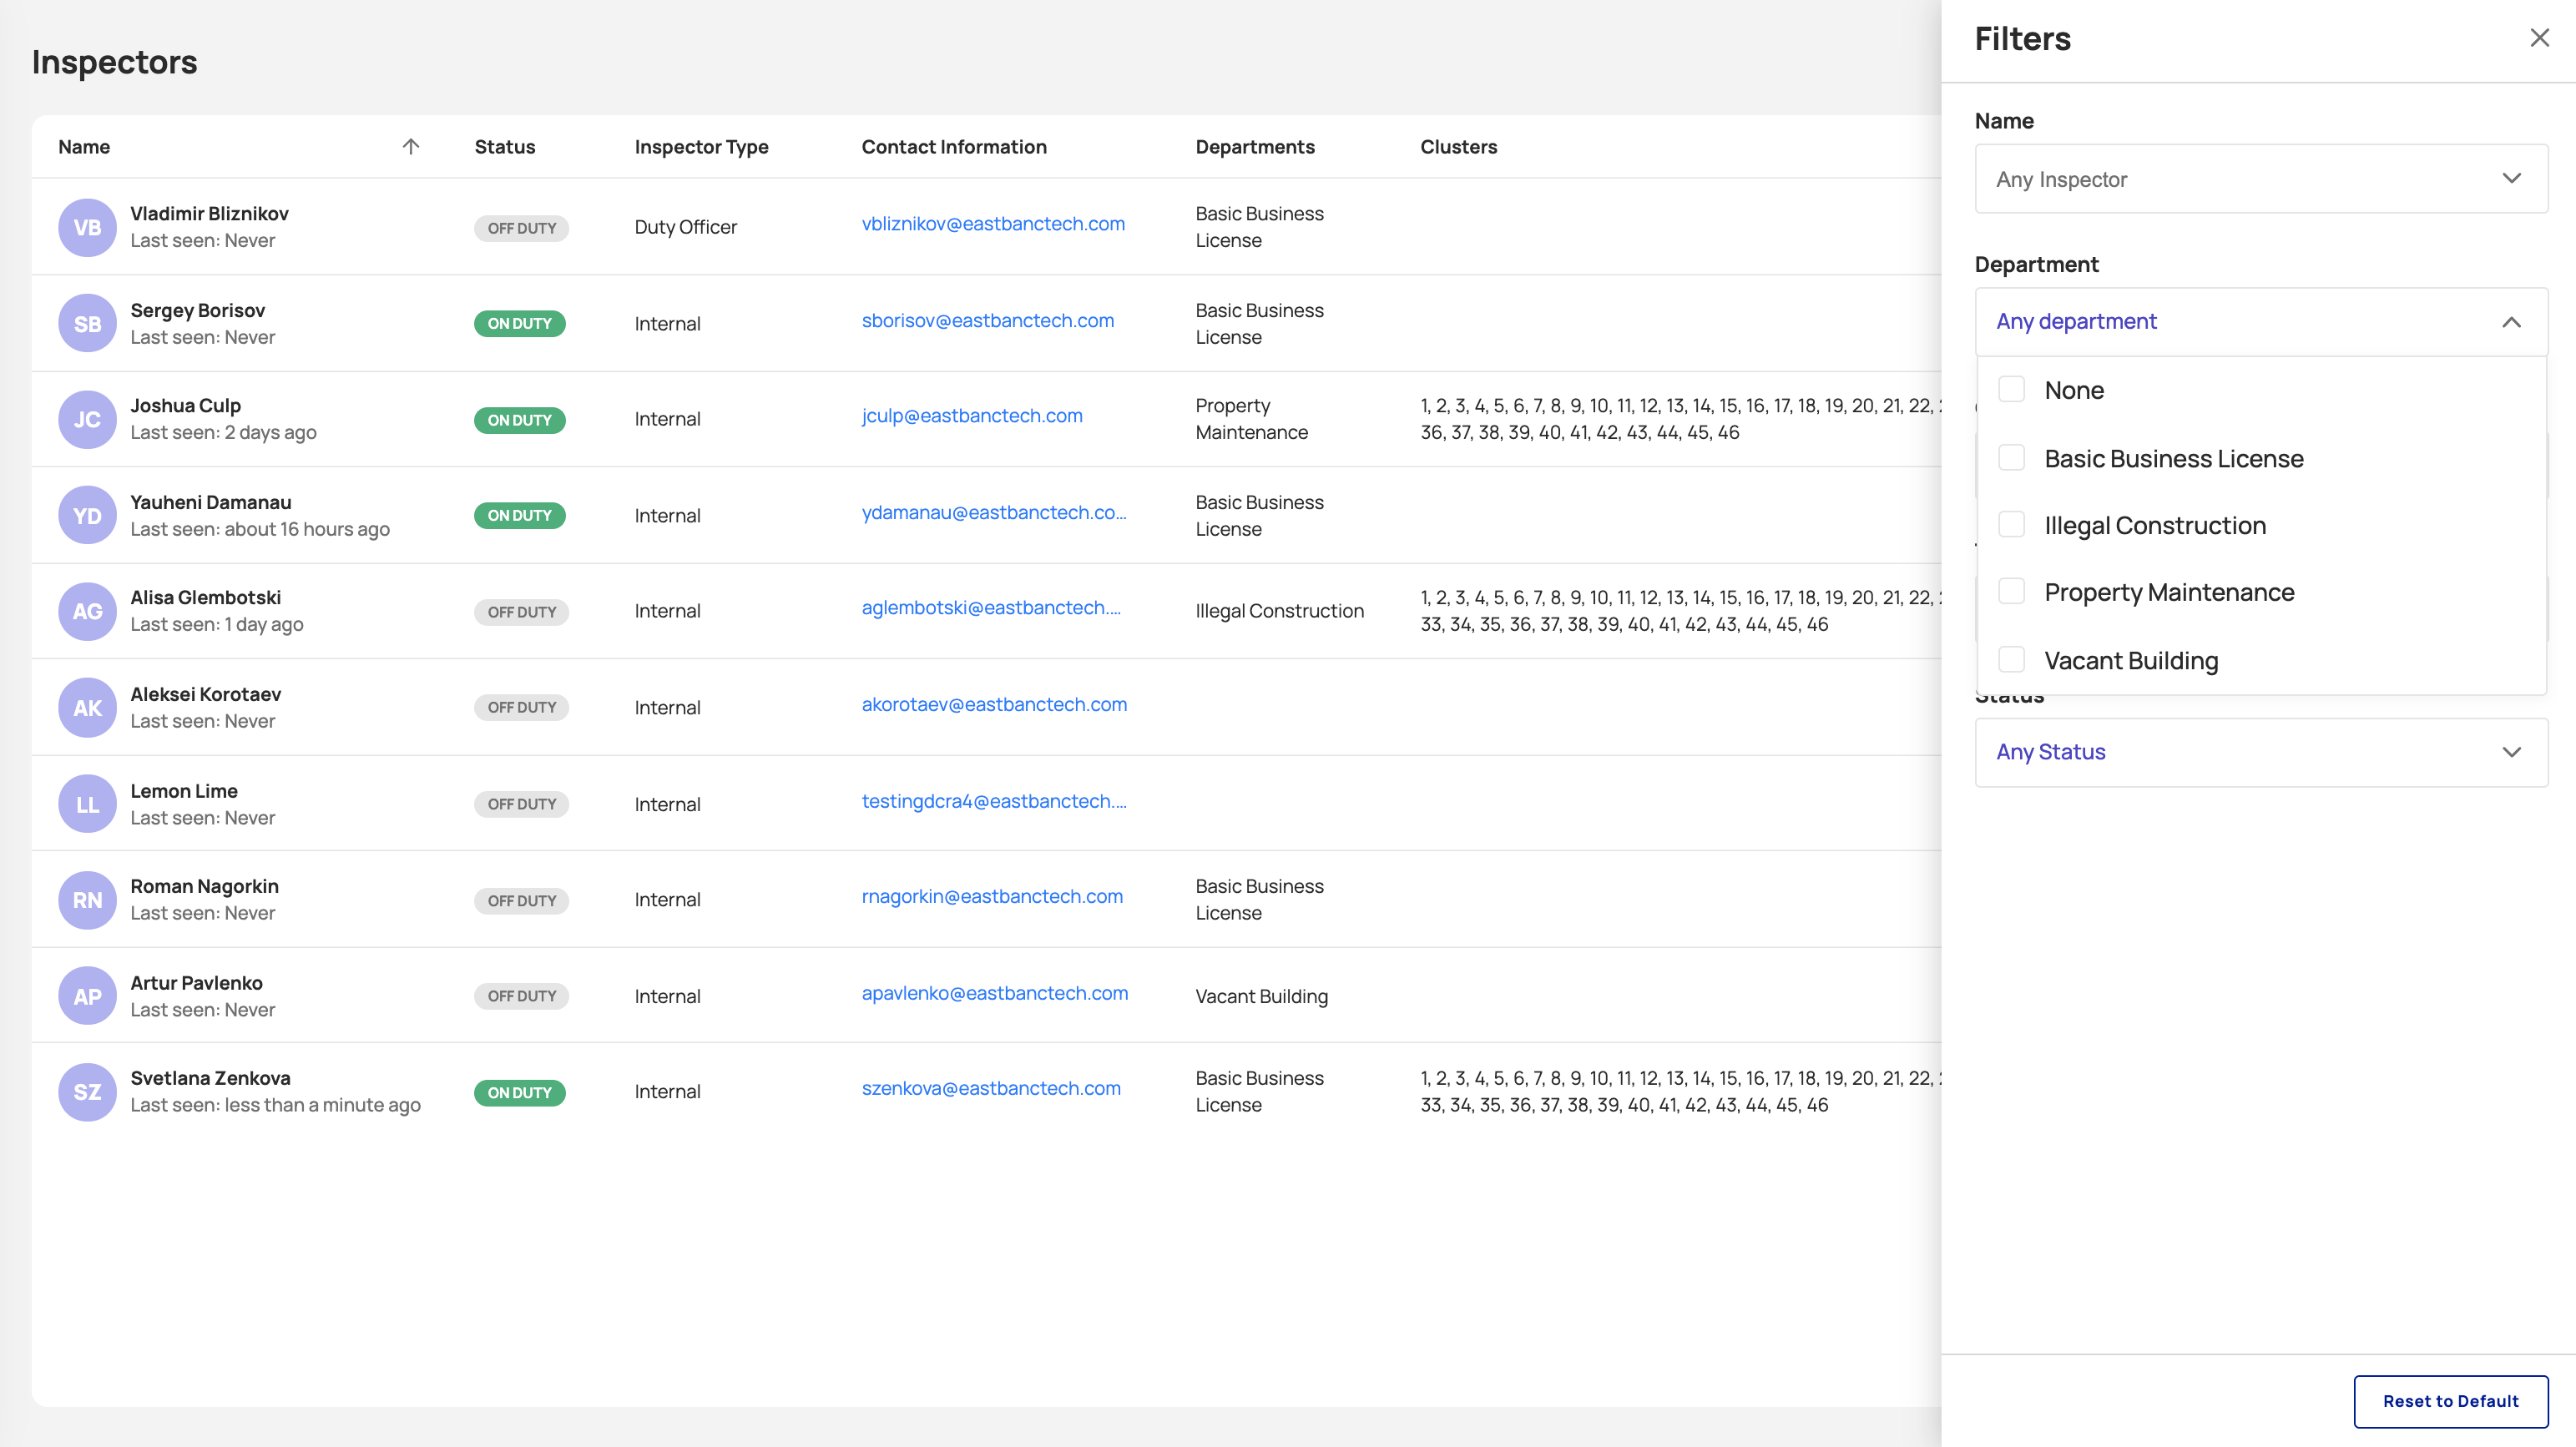 Inspectors
Name
Status
Inspector Type
Contact Information
Departments
Clusters
VB
Vladimir Bliznikov
Last seen: Never
OFF DUTY
Duty Officer
vbliznikov@eastbanctech.com
Basic Business
License
SB
Sergey Borisov
Last seen: Never
ON DUTY
Internal
sborisov@eastbanctech.com
Basic Business
License
JC
Joshua Culp
Last seen: 2 days ago
ON DUTY
Internal
jculp@eastbanctech.com
Property
Maintenance
1, 2, 3, 4, 5, 6, 7, 8, 9, 10, 11, 12, 13, 14, 15, 16, 17, 18, 19, 20, 21, 22,
36, 37, 38, 39, 40, 41, 42, 43, 44, 45, 46
YD
Yauheni Damanau
Last seen: about 16 hours ago
ON DUTY
Internal
ydamanau@eastbanctech.co...
Basic Business
License
AG
Alisa Glembotski
Last seen: 1 day ago
OFF DUTY
Internal
aglembotski@eastbanctech....
Illegal Construction
1, 2, 3, 4, 5, 6, 7, 8, 9, 10, 11, 12, 13, 14, 15, 16, 17, 18, 19, 20, 21, 22,
33, 34, 35, 36, 37, 38, 39, 40, 41, 42, 43, 44, 45, 46
AK
Aleksei Korotaev
Last seen: Never
OFF DUTY
Internal
akorotaev@eastbanctech.com
LL
Lemon Lime
Last seen: Never
OFF DUTY
Internal
testingdcra4@eastbanctech....
RN
Roman Nagorkin
Last seen: Never
OFF DUTY
Internal
rnagorkin@eastbanctech.com
Basic Business
License
AP
Artur Pavlenko
Last seen: Never
OFF DUTY
Internal
apavlenko@eastbanctech.com
Vacant Building
SZ
Svetlana Zenkova
Last seen: less than a minute ago
ON DUTY
Internal
szenkova@eastbanctech.com
Basic Business
License
1, 2, 3, 4, 5, 6, 7, 8, 9, 10, 11, 12, 13, 14, 15, 16, 17, 18, 19, 20, 21, 22,
33, 34, 35, 36, 37, 38, 39, 40, 41, 42, 43, 44, 45, 46
Filters
Name
Any Inspector
Department
Any department
None
Basic Business License
Illegal Construction
Property Maintenance
Vacant Building
Status
Any Status
Reset to Default